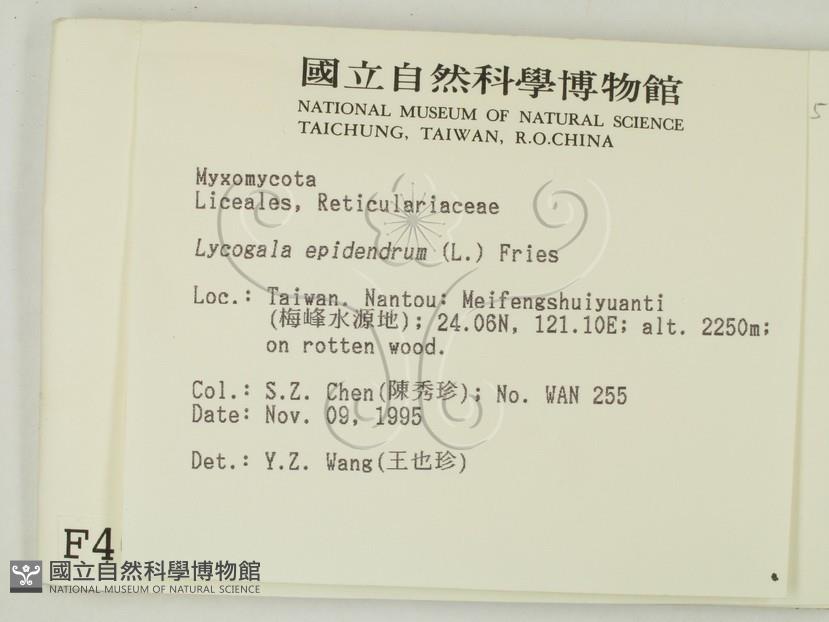 國立自然科學博物館
NATIONAL MUSEUM OF NATURAL SCIENCE
TAICHUNG, TAIWAN, R.O.CHINA
5
Myxomycota
Liceales, Reticulariaceae
Lycogala epidendrum (L.) Fries
Loc.: Taiwan. Nantou: Meifengshuiyuanti
(梅峰水源地); 24.06N, 121.10E; alt. 2250m;
on rotten wood.
Col.: S.Z. Chen(陳秀珍); No. WAN 255
Date: Nov. 09, 1995
Det.: Y.Z. Wang(王也珍)
F4
國立自然科學博物館
NATIONAL MUSEUM OF NATURAL SCIENCE